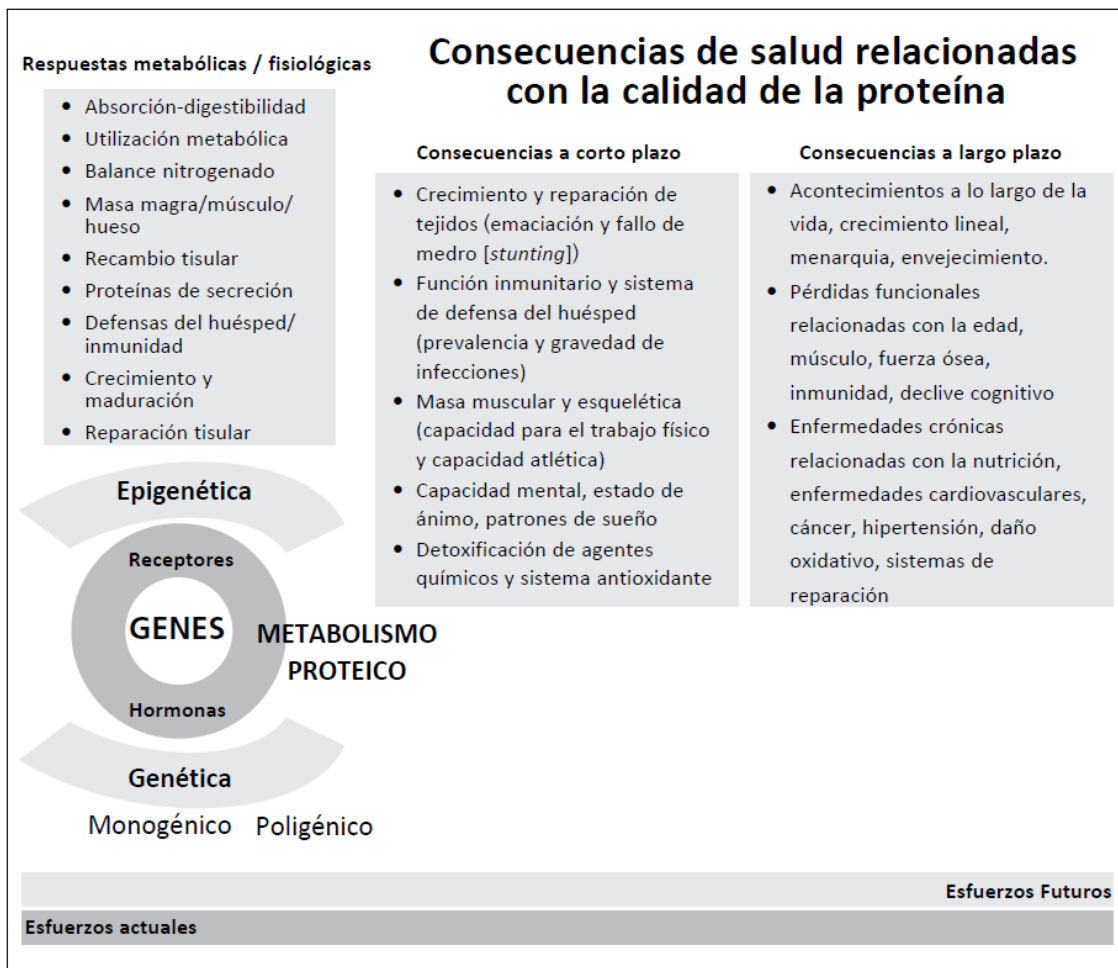 Consecuencias de salud relacionadas
con la calidad de la proteína
Respuestas metabólicas / fisiológicas
• Absorción-digestibilidad
• Utilización metabólica
• Balance nitrogenado
• Masa magra/músculo/
hueso
• Recambio tisular
• Proteínas de secreción
• Defensas del huésped/
inmunidad
• Crecimiento y
maduración
• Reparación tisular
Consecuencias a corto plazo
• Crecimiento y reparación de
tejidos (emaciación y fallo de
medro [stunting])
• Función inmunitario y sistema
de defensa del huésped
(prevalencia y gravedad de
infecciones)
• Masa muscular y esquelética
(capacidad para el trabajo físico
y capacidad atlética)
• Capacidad mental, estado de
ánimo, patrones de sueño
• Detoxificación de agentes
químicos y sistema antioxidante
Consecuencias a largo plazo
• Acontecimientos a lo largo de la
vida, crecimiento lineal,
menarquia, envejecimiento.
• Pérdidas funcionales
relacionadas con la edad,
músculo, fuerza ósea,
inmunidad, declive cognitivo
• Enfermedades crónicas
relacionadas con la nutrición,
enfermedades cardiovasculares,
cáncer, hipertensión, daño
oxidativo, sistemas de
reparación
Epigenética
Receptores
GENES
METABOLISMO
PROTEICO
Hormonas
Genética
Monogénico Poligénico
Esfuerzos Futuros
Esfuerzos actuales